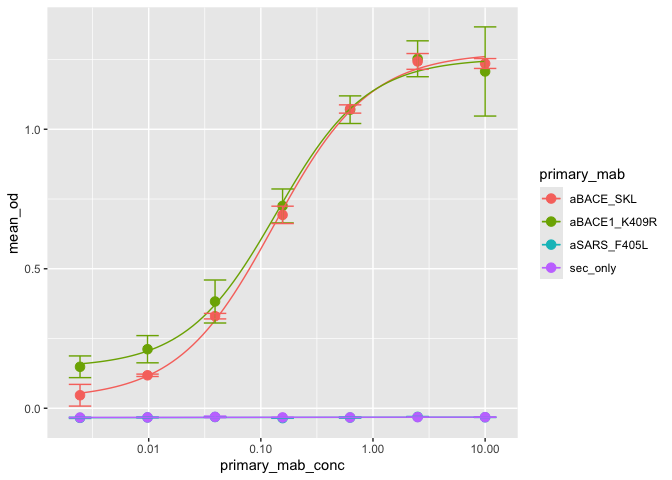 mean_od
1.0
0.5
0.0
0.01
0.10
1.00
10.00
primary_mab_conc
primary_mab
aBACE_SKL
aBACE1_K409R
aSARS_F405L
sec_only